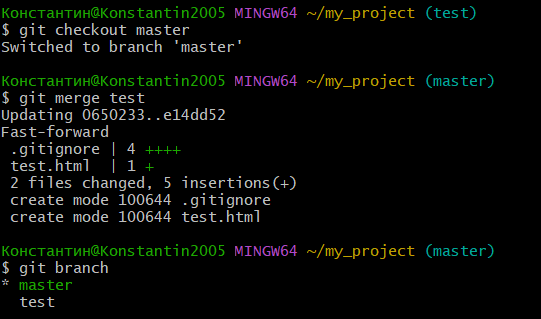 Константин@Konstantin2005 MINGW64 ~/my_project (test)
$ git checkout master
Switched to branch 'master'
Константин@Konstantin2005 MINGW64 ~/my_project (master)
$ git merge test
Updating 0650233..e14dd52
Fast-forward
 .gitignore | 4 ++++
 test.html  | 1 +
 2 files changed, 5 insertions(+)
 create mode 100644 .gitignore
 create mode 100644 test.html
Константин@Konstantin2005 MINGW64 ~/my_project (master)
$ git branch
* master
  test